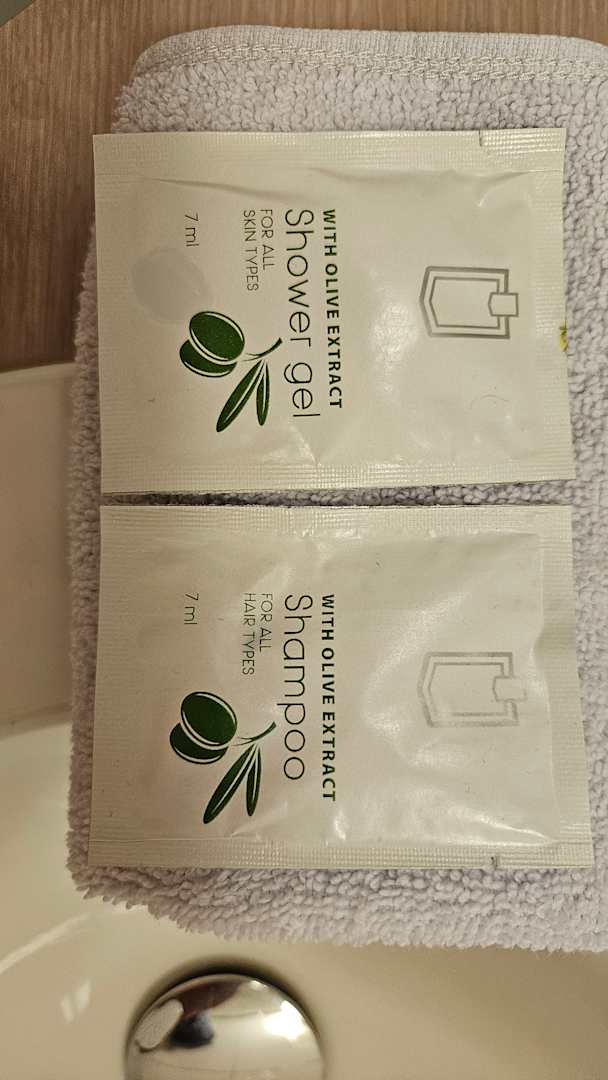 WITH OLIVE EXTRACT
Shower gel
FOR ALL
SKIN TYPES
7 ml
WITH OLIVE EXTRACT
Shampoo
FOR ALL
HAIR TYPES
7 ml